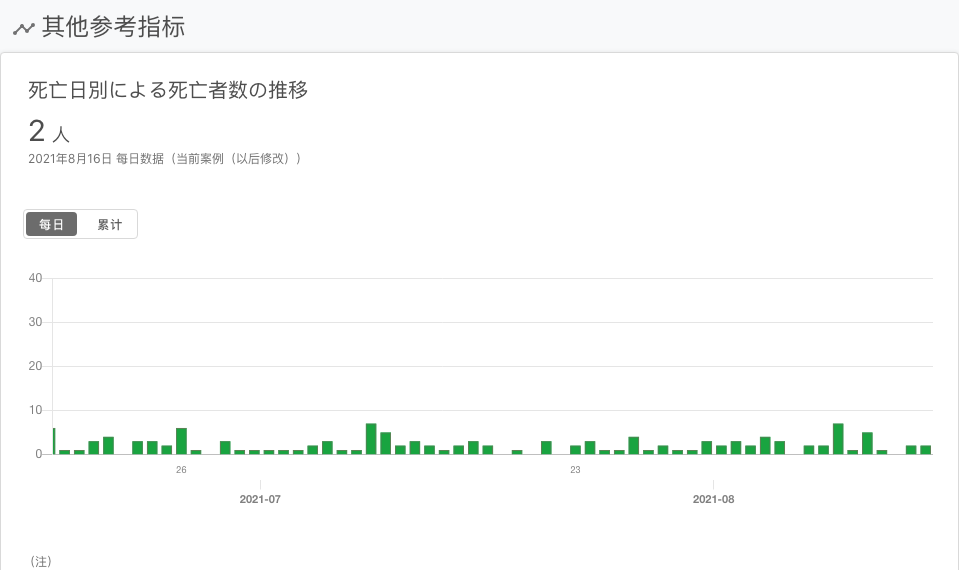 其他参考指标
死亡日別による死亡者数の推移
2 人
2021年8月16日 每日数据（当前案例（以后修改））
每日 累计
40
30
20
10
0
26 23
2021-07 2021-08
（注）